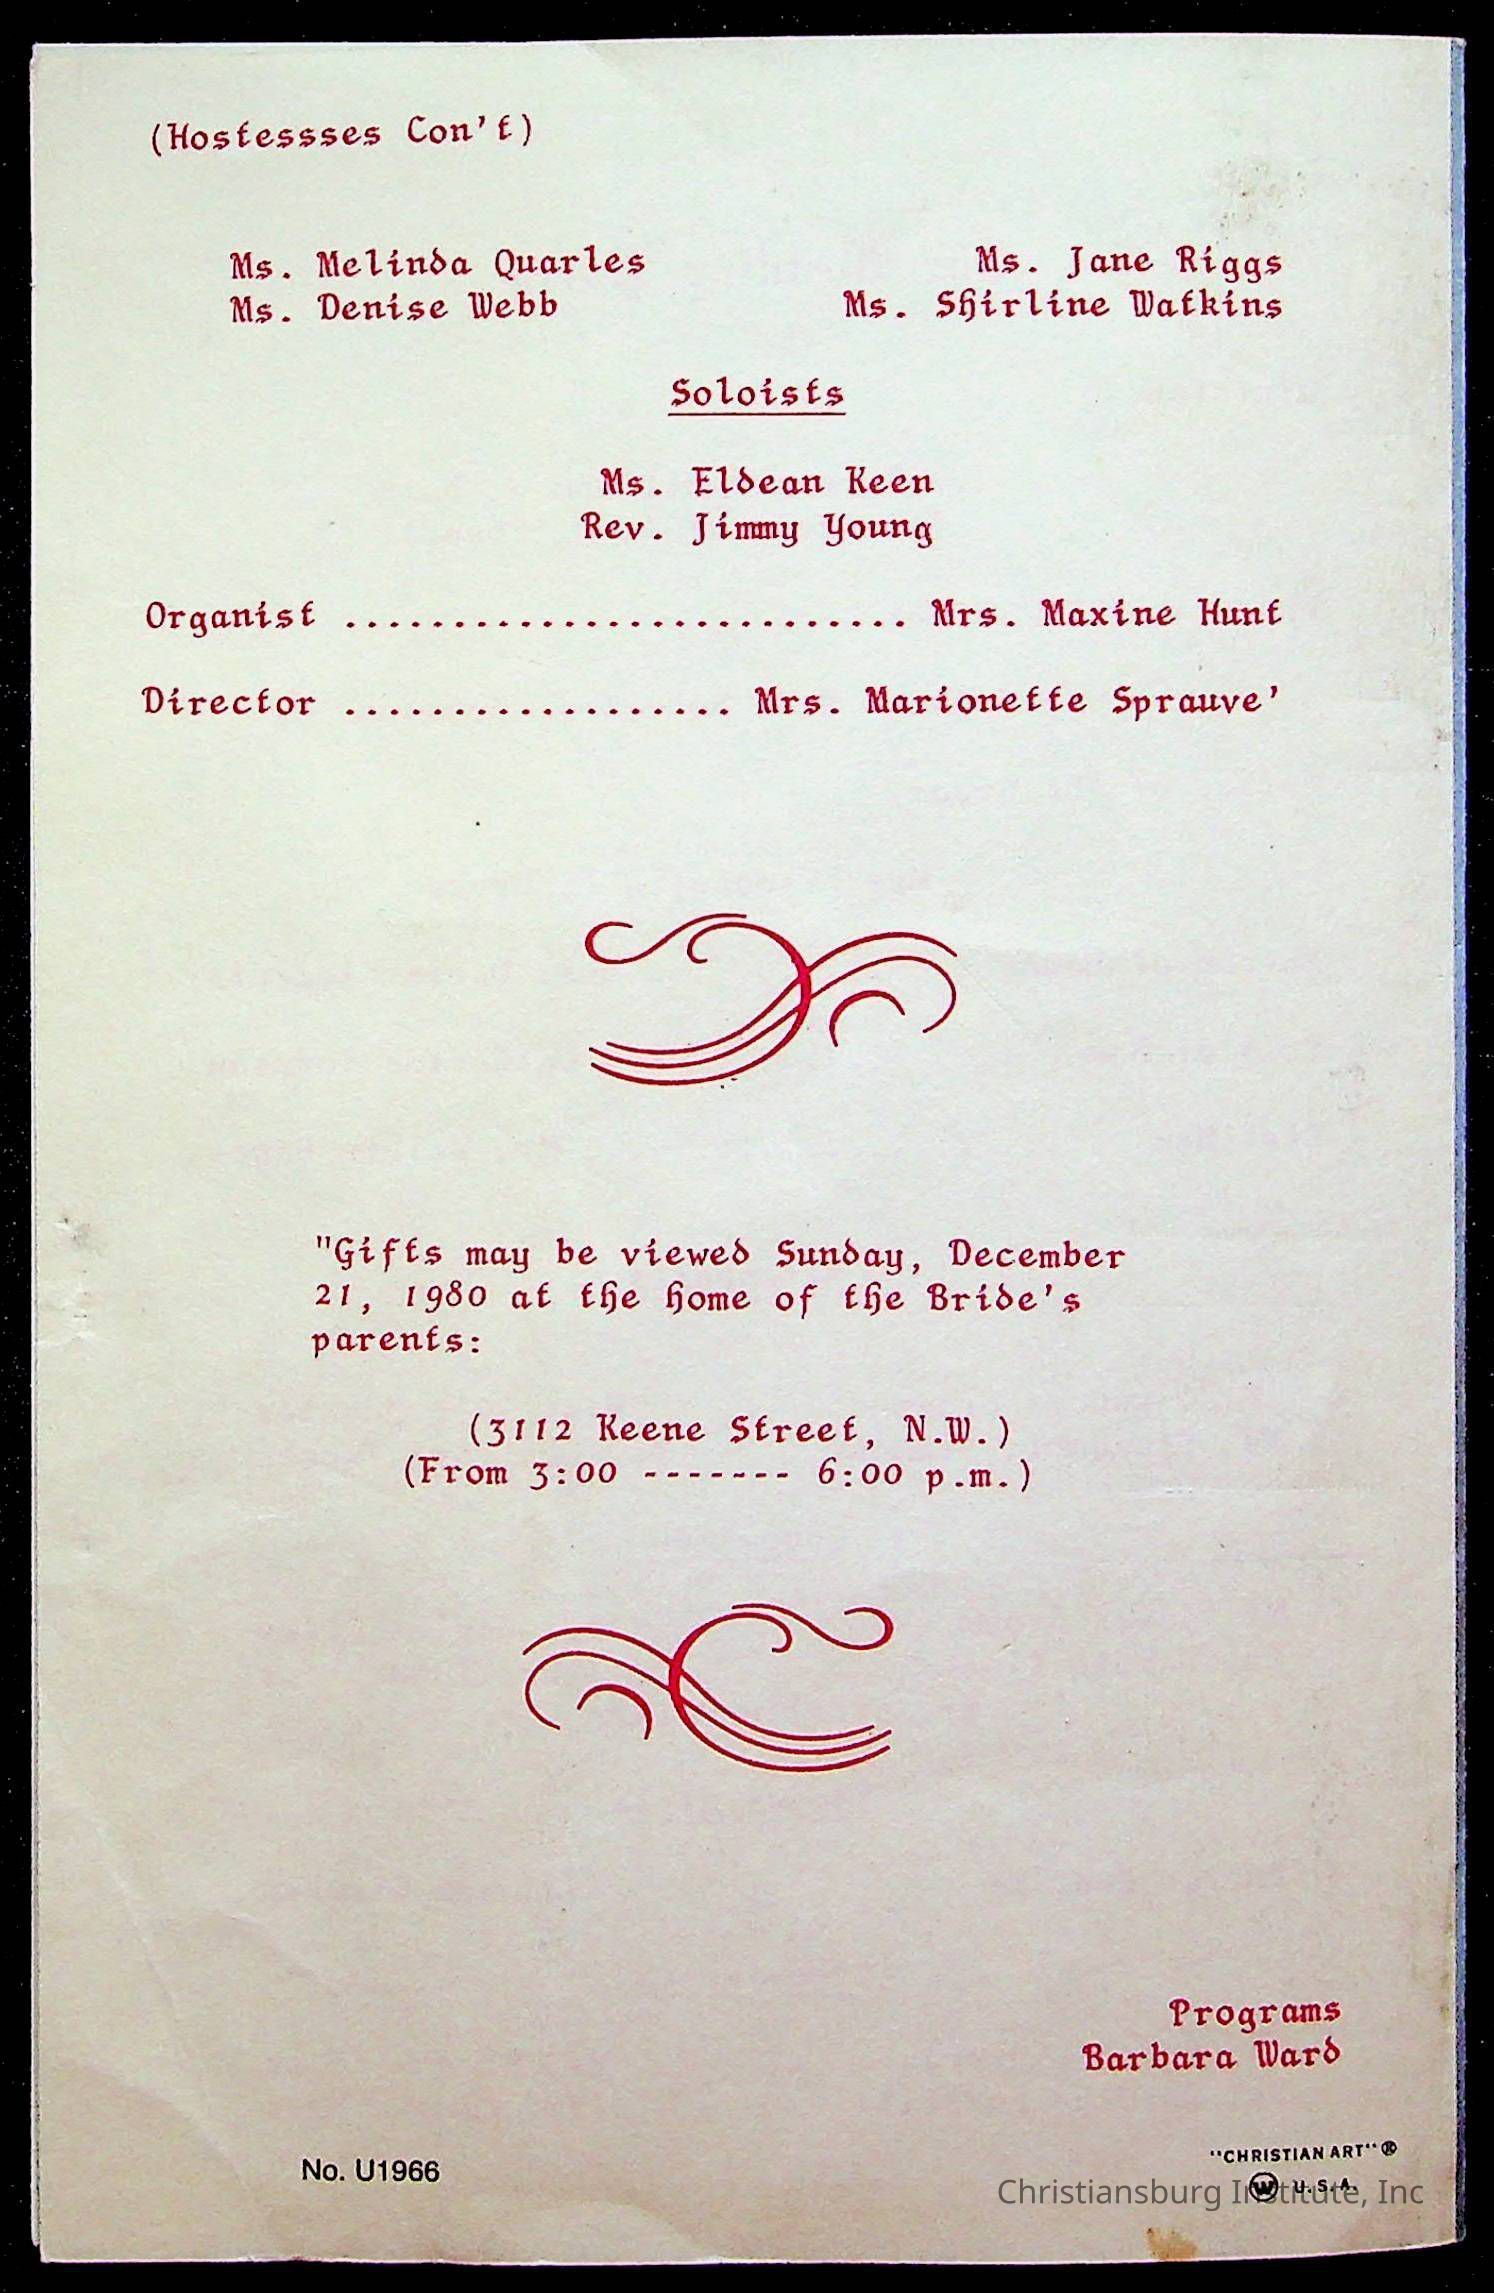 (Hostessses Con't)
Ms. Melinda Quarles Ms. Jane Riggs
Ms. Denise Webb Ms. Shirline Watkins
Soloists
Ms. Eldean Keen
Rev. Jimmy Young
Organist .......................... Mrs. Maxine Hunt
Director .................. Mrs. Marionette Sprauve'
"Gifts may be viewed Sunday, December
21, 1980 at the home of the Bride's
parents:
(3112 Keene Street, N.W.)
(From 3:00 ------- 6:00 p.m.)
Programs
Barbara Ward
"CHRISTIAN ART"®
No. U1966
W U.S.A.
Christiansburg Institute, Inc